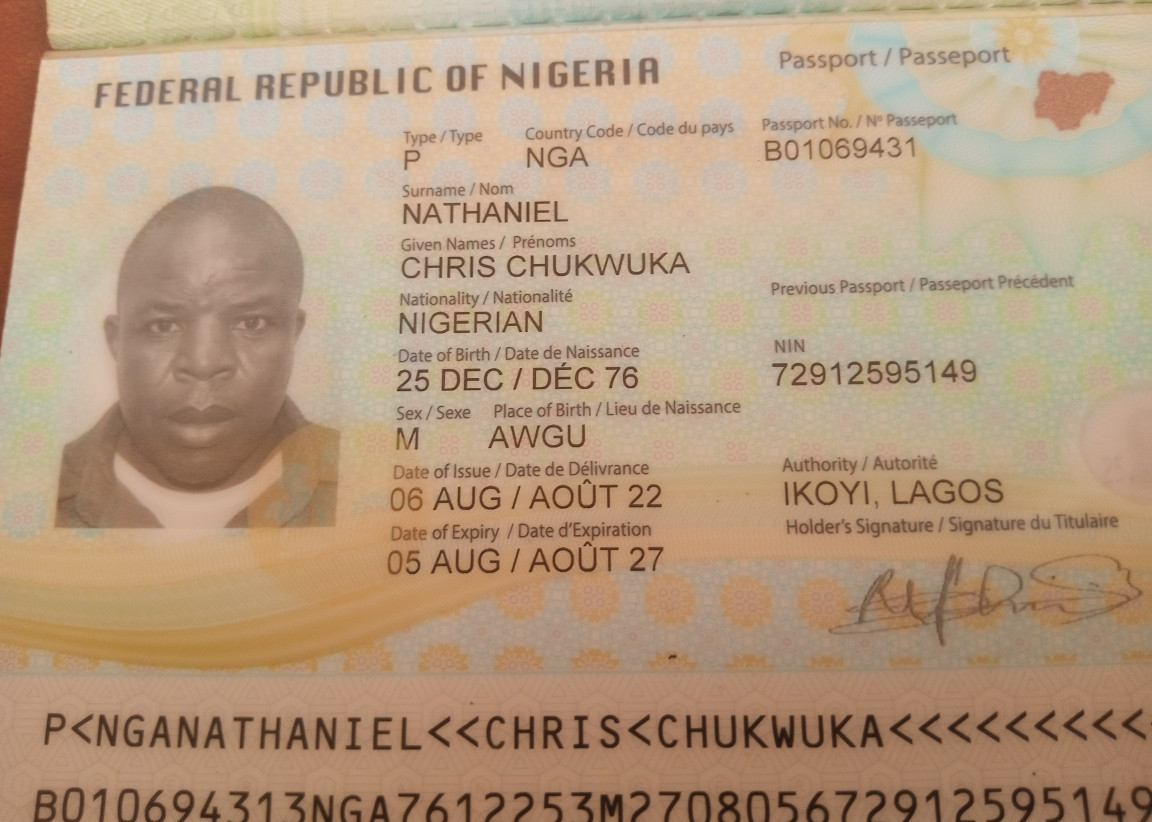 FEDERAL REPUBLIC OF NIGERIA
Passport / Passeport
Type / Type Country Code / Code du pays Passport No. / Nº Passeport
P NGA B01069431
Surname / Nom
NATHANIEL
Given Names / Prénoms
CHRIS CHUKWUKA
Nationality / Nationalité Previous Passport / Passeport Précédent
NIGERIAN
Date of Birth / Date de Naissance NIN
25 DEC / DÉC 76 72912595149
Sex / Sexe Place of Birth / Lieu de Naissance
M AWGU
Date of Issue / Date de Délivrance Authority / Autorité
06 AUG / AOÛT 22 IKOYI, LAGOS
Date of Expiry / Date d'Expiration Holder's Signature / Signature du Titulaire
05 AUG / AOÛT 27
P<NGANATHANIEL<<CHRIS<CHUKWUKA<<<<<<<<<
B010694313NGA7612253M270805672912595149